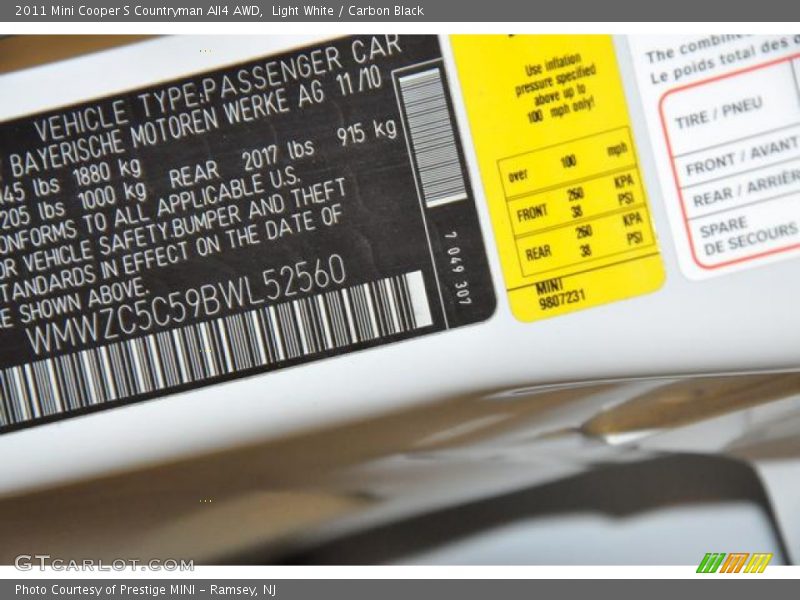 2011 Mini Cooper S Countryman All4 AWD, Light White / Carbon Black
VEHICLE TYPE:PASSENGER CAR
BAYERISCHE MOTOREN WERKE AG 11/10
145 lbs 1880 kg
205 lbs 1000 kg REAR 2017 lbs 915 kg
ONFORMS TO ALL APPLICABLE U.S.
OR VEHICLE SAFETY,BUMPER AND THEFT
TANDARDS IN EFFECT ON THE DATE OF
E SHOWN ABOVE.
WMWZC5C59BWL52560
7 049 307
Use inflation
pressure specified
above up to
100 mph only!
over 100 mph
FRONT 260 KPA
38 PSI
REAR 260 KPA
38 PSI
MINI
9807231
The combine
Le poids total des
TIRE / PNEU
FRONT / AVANT
REAR / ARRIÈRE
SPARE
DE SECOURS
GTcarlot.com
Photo Courtesy of Prestige MINI - Ramsey, NJ